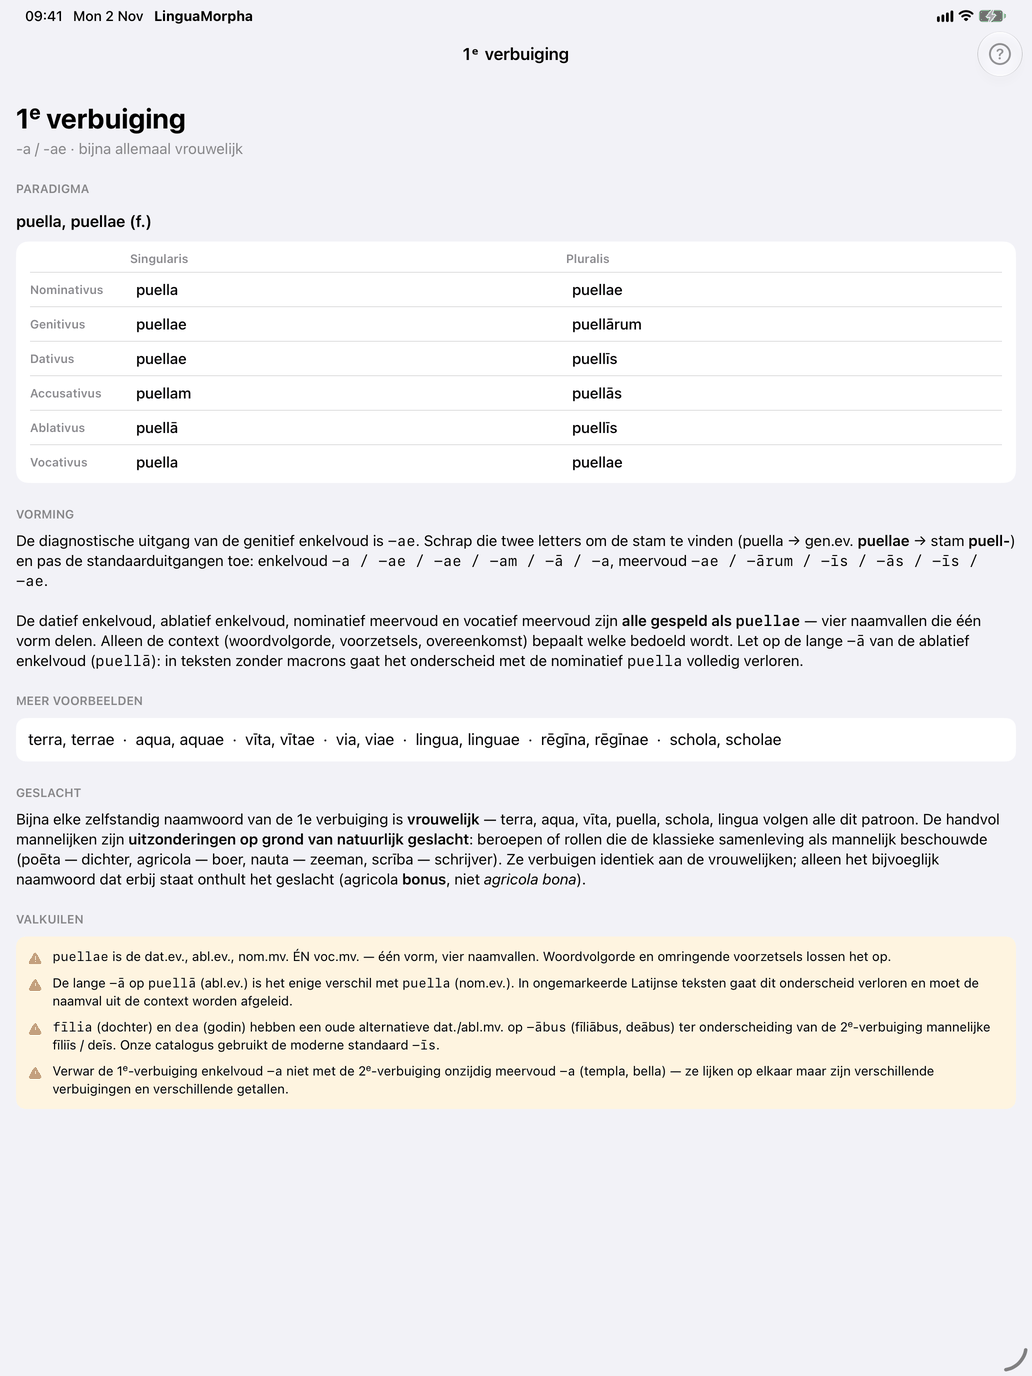 09:41 Mon 2 Nov LinguaMorpha
1ᵉ verbuiging
?
1ᵉ verbuiging
-a / -ae · bijna allemaal vrouwelijk
PARADIGMA
puella, puellae (f.)
Singularis Pluralis
Nominativus puella puellae
Genitivus puellae puellārum
Dativus puellae puellīs
Accusativus puellam puellās
Ablativus puellā puellīs
Vocativus puella puellae
VORMING
De diagnostische uitgang van de genitief enkelvoud is –ae. Schrap die twee letters om de stam te vinden (puella → gen.ev. puellae → stam puell-)
en pas de standaarduitgangen toe: enkelvoud –a / –ae / –ae / –am / –ā / –a, meervoud –ae / –ārum / –īs / –ās / –īs /
–ae.
De datief enkelvoud, ablatief enkelvoud, nominatief meervoud en vocatief meervoud zijn alle gespeld als puellae — vier naamvallen die één
vorm delen. Alleen de context (woordvolgorde, voorzetsels, overeenkomst) bepaalt welke bedoeld wordt. Let op de lange –ā van de ablatief
enkelvoud (puellā): in teksten zonder macrons gaat het onderscheid met de nominatief puella volledig verloren.
MEER VOORBEELDEN
terra, terrae · aqua, aquae · vīta, vītae · via, viae · lingua, linguae · rēgīna, rēgīnae · schola, scholae
GESLACHT
Bijna elke zelfstandig naamwoord van de 1e verbuiging is vrouwelijk — terra, aqua, vīta, puella, schola, lingua volgen alle dit patroon. De handvol
mannelijken zijn uitzonderingen op grond van natuurlijk geslacht: beroepen of rollen die de klassieke samenleving als mannelijk beschouwde
(poēta — dichter, agricola — boer, nauta — zeeman, scrība — schrijver). Ze verbuigen identiek aan de vrouwelijken; alleen het bijvoeglijk
naamwoord dat erbij staat onthult het geslacht (agricola bonus, niet agricola bona).
VALKUILEN
puellae is de dat.ev., abl.ev., nom.mv. ÉN voc.mv. — één vorm, vier naamvallen. Woordvolgorde en omringende voorzetsels lossen het op.
De lange –ā op puellā (abl.ev.) is het enige verschil met puella (nom.ev.). In ongemarkeerde Latijnse teksten gaat dit onderscheid verloren en moet de
naamval uit de context worden afgeleid.
fīlia (dochter) en dea (godin) hebben een oude alternatieve dat./abl.mv. op –ābus (fīliābus, deābus) ter onderscheiding van de 2ᵉ-verbuiging mannelijke
fīliīs / deīs. Onze catalogus gebruikt de moderne standaard –īs.
Verwar de 1ᵉ-verbuiging enkelvoud –a niet met de 2ᵉ-verbuiging onzijdig meervoud –a (templa, bella) — ze lijken op elkaar maar zijn verschillende
verbuigingen en verschillende getallen.